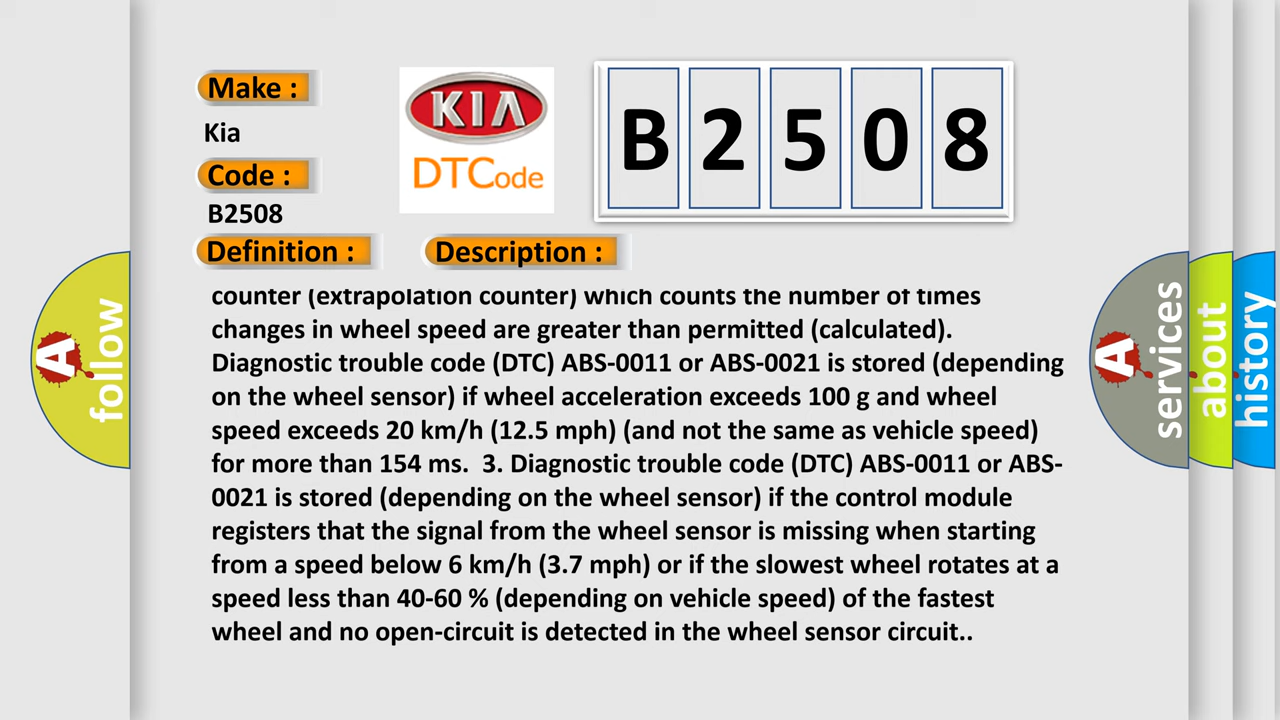 Make :
Kia
Code :
B2508
KIA
DTCode
B 2 5 0 8
Definition :
Description :
counter (extrapolation counter) which counts the number of times
changes in wheel speed are greater than permitted (calculated).
Diagnostic trouble code (DTC) ABS-0011 or ABS-0021 is stored (depending
on the wheel sensor) if wheel acceleration exceeds 100 g and wheel
speed exceeds 20 km/h (12.5 mph) (and not the same as vehicle speed)
for more than 154 ms. 3. Diagnostic trouble code (DTC) ABS-0011 or ABS-
0021 is stored (depending on the wheel sensor) if the control module
registers that the signal from the wheel sensor is missing when starting
from a speed below 6 km/h (3.7 mph) or if the slowest wheel rotates at a
speed less than 40-60 % (depending on vehicle speed) of the fastest
wheel and no open-circuit is detected in the wheel sensor circuit..
A
follow
A
services
about
history